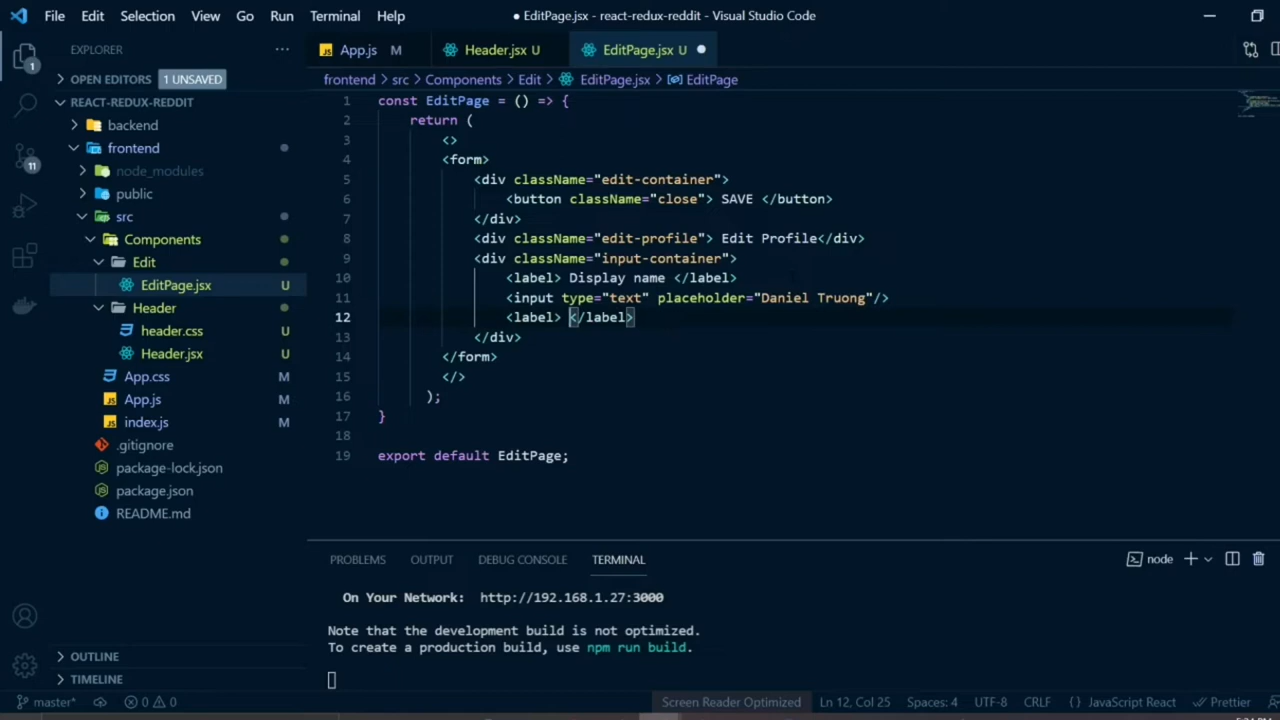 File Edit Selection View Go Run Terminal Help ● EditPage.jsx - react-redux-reddit - Visual Studio Code
EXPLORER ···
App.js M Header.jsx U EditPage.jsx U ●
1
OPEN EDITORS 1 UNSAVED
frontend > src > Components > Edit > EditPage.jsx > EditPage
REACT-REDUX-REDDIT
backend
frontend
node_modules
11
public
src
Components
Edit
EditPage.jsx U
Header
header.css U
Header.jsx U
App.css M
App.js M
index.js M
.gitignore
package-lock.json
package.json
README.md
OUTLINE
TIMELINE
1 const EditPage = () => {
2 return (
3 <>
4 <form>
5 <div className="edit-container">
6 <button className="close"> SAVE </button>
7 </div>
8 <div className="edit-profile"> Edit Profile</div>
9 <div className="input-container">
10 <label> Display name </label>
11 <input type="text" placeholder="Daniel Truong"/>
12 <label> </label>
13 </div>
14 </form>
15 </>
16 );
17 }
18
19 export default EditPage;
PROBLEMS OUTPUT DEBUG CONSOLE TERMINAL node
On Your Network: http://192.168.1.27:3000
Note that the development build is not optimized.
To create a production build, use npm run build.
master* 0 0 Screen Reader Optimized Ln 12, Col 25 Spaces: 4 UTF-8 CRLF {} JavaScript React Prettier